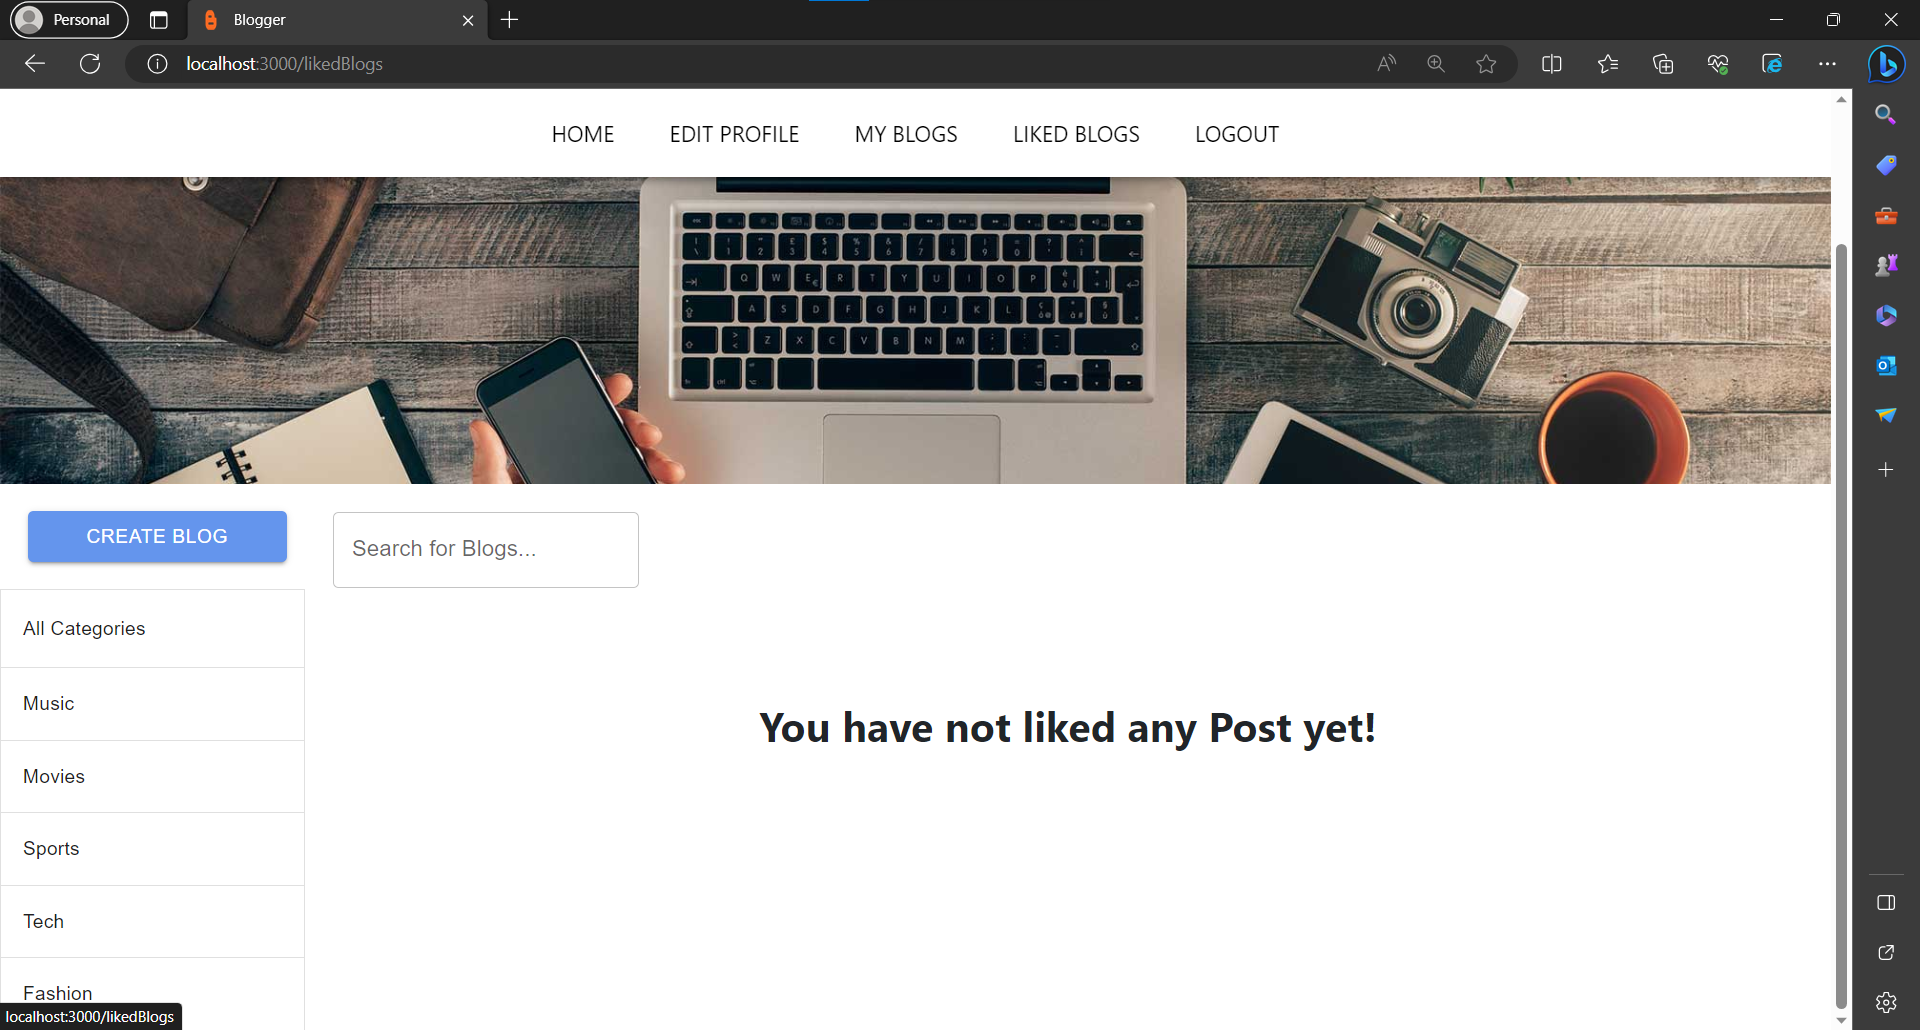 Personal
Blogger
localhost:3000/likedBlogs
HOME EDIT PROFILE MY BLOGS LIKED BLOGS LOGOUT
CREATE BLOG
Search for Blogs...
All Categories
You have not liked any Post yet!
Music
Movies
Sports
Tech
Fashion
localhost:3000/likedBlogs